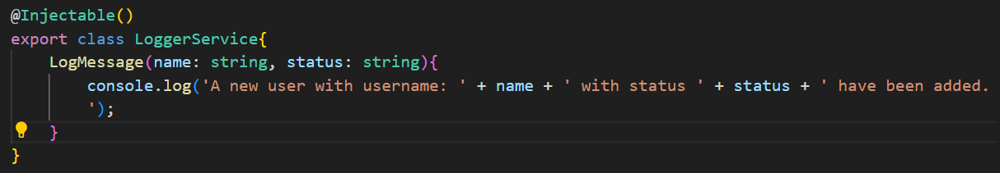 @Injectable()
export class LoggerService{
    LogMessage(name: string, status: string){
        console.log('A new user with username: ' + name + ' with status ' + status + ' have been added.
        ');
    }
}